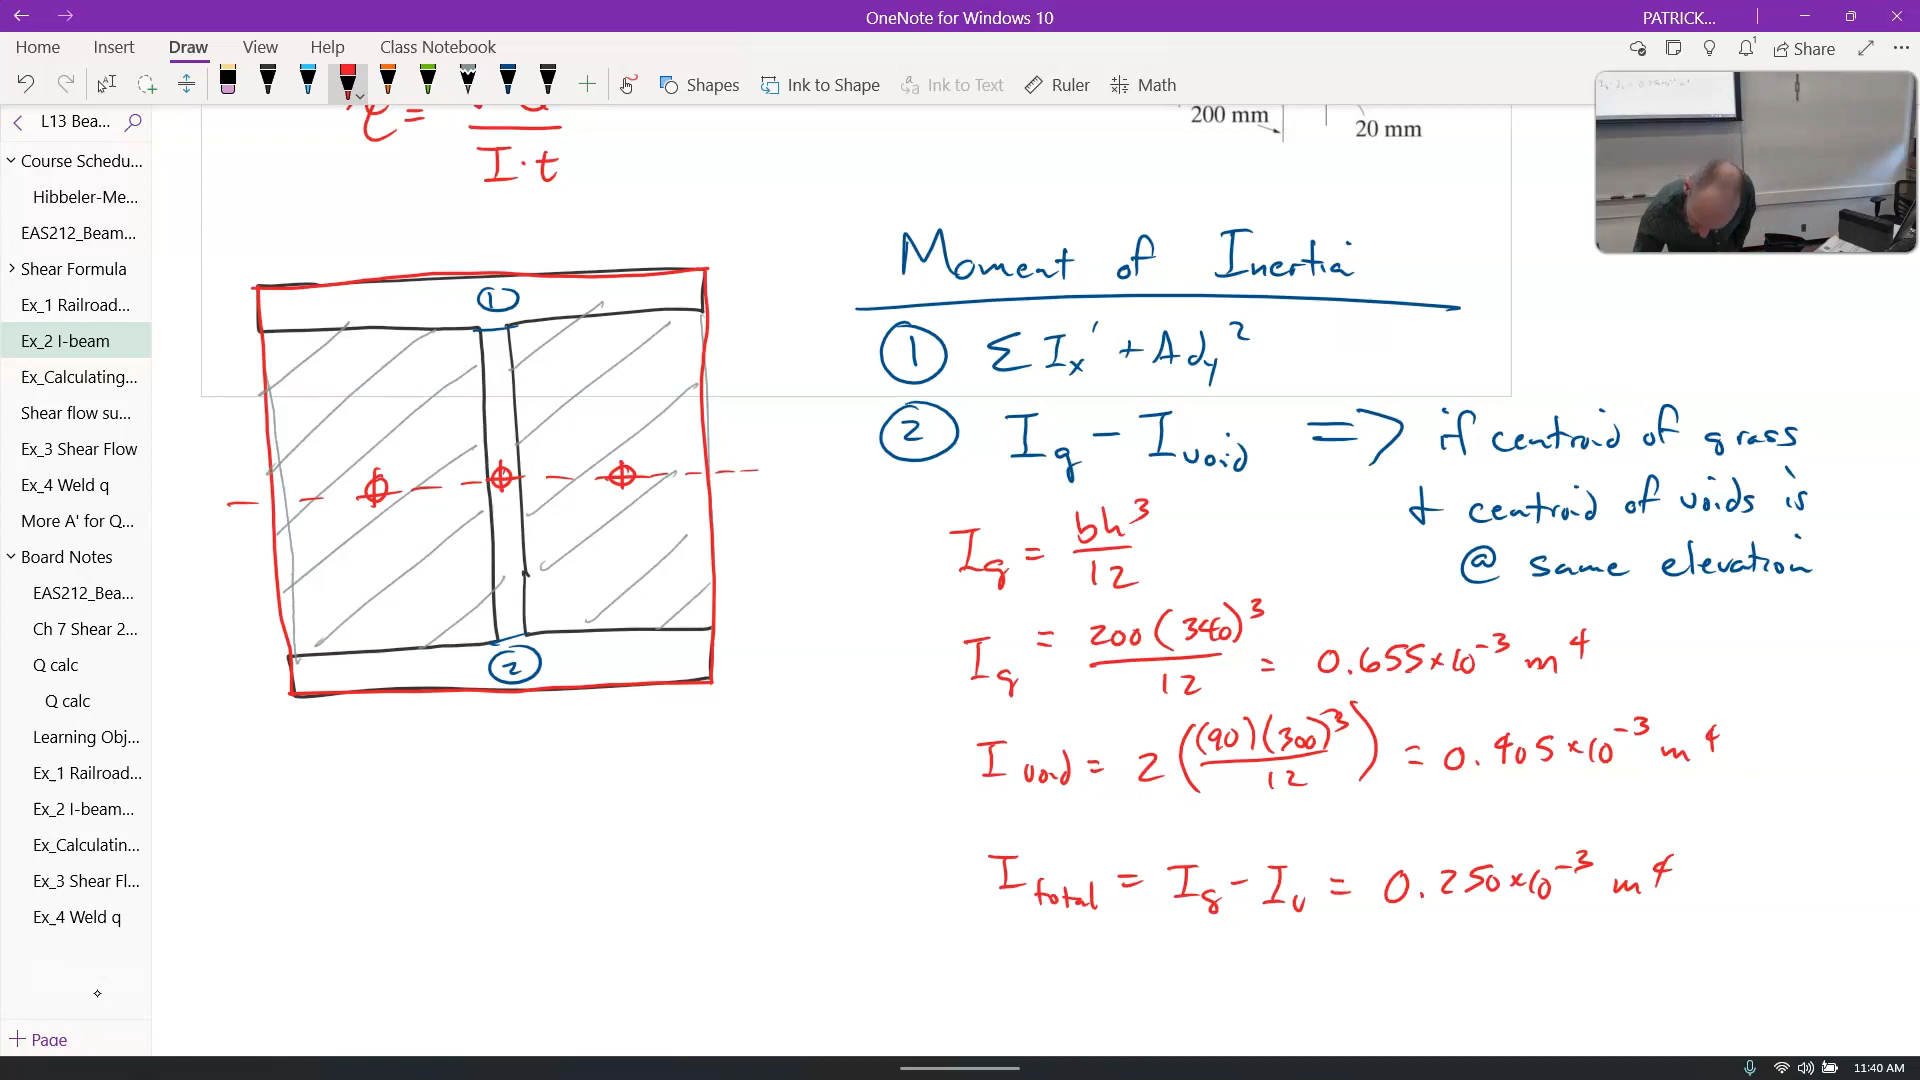 OneNote for Windows 10
PATRICK...
Home Insert Draw View Help Class Notebook
Share
Shapes Ink to Shape Ink to Text Ruler Math
L13 Bea...
Course Schedu...
Hibbeler-Me...
EAS212_Beam...
Shear Formula
Ex_1 Railroad...
Ex_2 I-beam
Ex_Calculating...
Shear flow su...
Ex_3 Shear Flow
Ex_4 Weld q
More A' for Q...
Board Notes
EAS212_Bea...
Ch 7 Shear 2...
Q calc
Q calc
Learning Obj...
Ex_1 Railroad...
Ex_2 I-beam...
Ex_Calculatin...
Ex_3 Shear Fl...
Ex_4 Weld q
Page
I·t
200 mm
20 mm
1
2
Moment of Inertia
1 Σ Ix' + Ady²
2 Ig - Ivoid => if centroid of gross
+ centroid of voids is
@ same elevation
Ig = bh³/12
Ig = 200(340)³/12 = 0.655×10⁻³ m⁴
Ivoid = 2((90)(300)³/12) = 0.405×10⁻³ m⁴
Itotal = Ig - Iv = 0.250×10⁻³ m⁴
11:40 AM